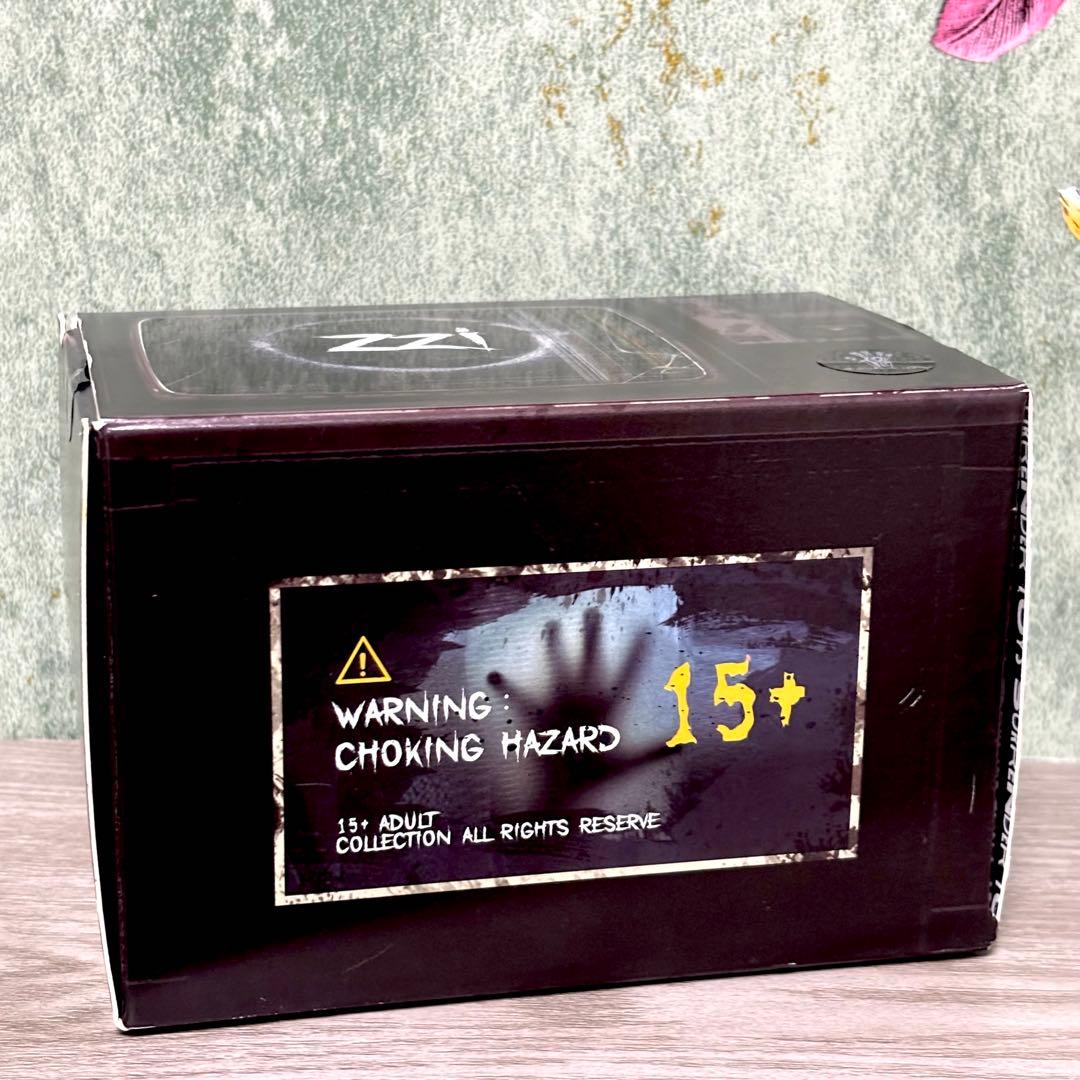 ZZi
WARNING :
CHOKING HAZARD
15+
15+ ADULT
COLLECTION ALL RIGHTS RESERVE